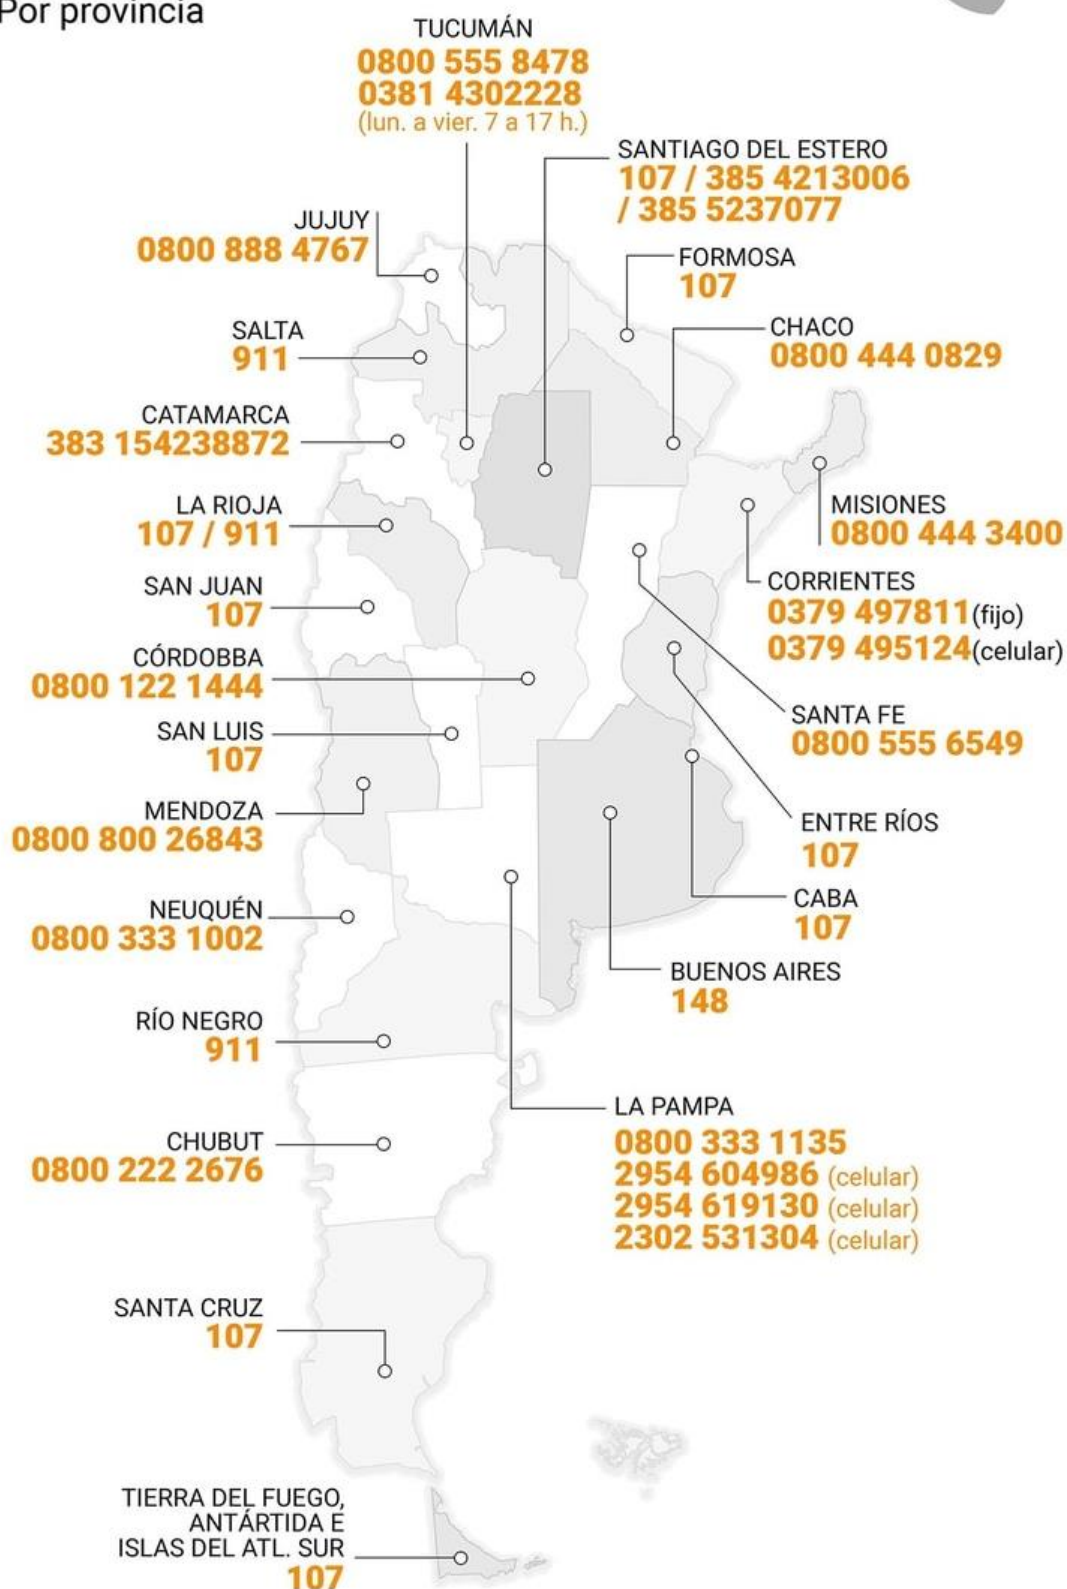 Por provincia
TUCUMÁN
0800 555 8478
0381 4302228
(lun. a vier. 7 a 17 h.)
SANTIAGO DEL ESTERO
107 / 385 4213006
/ 385 5237077
JUJUY
0800 888 4767
FORMOSA
107
SALTA
911
CHACO
0800 444 0829
CATAMARCA
383 154238872
MISIONES
0800 444 3400
LA RIOJA
107 / 911
CORRIENTES
0379 497811(fijo)
0379 495124(celular)
SAN JUAN
107
CÓRDOBBA
0800 122 1444
SANTA FE
0800 555 6549
SAN LUIS
107
MENDOZA
0800 800 26843
ENTRE RÍOS
107
CABA
107
NEUQUÉN
0800 333 1002
BUENOS AIRES
148
RÍO NEGRO
911
LA PAMPA
0800 333 1135
2954 604986 (celular)
2954 619130 (celular)
2302 531304 (celular)
CHUBUT
0800 222 2676
SANTA CRUZ
107
TIERRA DEL FUEGO,
ANTÁRTIDA E
ISLAS DEL ATL. SUR
107